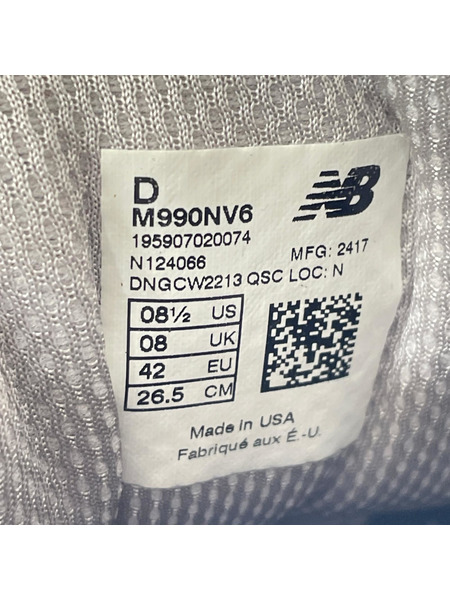 D
M990NV6
NB
195907020074
N124066
MFG: 2417
DNGCW2213 QSC LOC: N
08½ US
08 UK
42 EU
26.5 CM
Made in USA
Fabriqué aux É.-U.